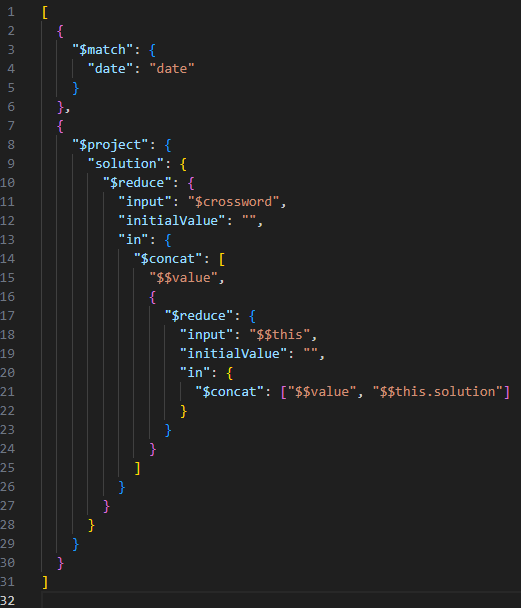 1 [
2   {
3     "$match": {
4       "date": "date"
5     }
6   },
7   {
8     "$project": {
9       "solution": {
10         "$reduce": {
11           "input": "$crossword",
12           "initialValue": "",
13           "in": {
14             "$concat": [
15               "$$value",
16               {
17                 "$reduce": {
18                   "input": "$$this",
19                   "initialValue": "",
20                   "in": {
21                     "$concat": ["$$value", "$$this.solution"]
22                   }
23                 }
24               }
25             ]
26           }
27         }
28       }
29     }
30   }
31 ]
32